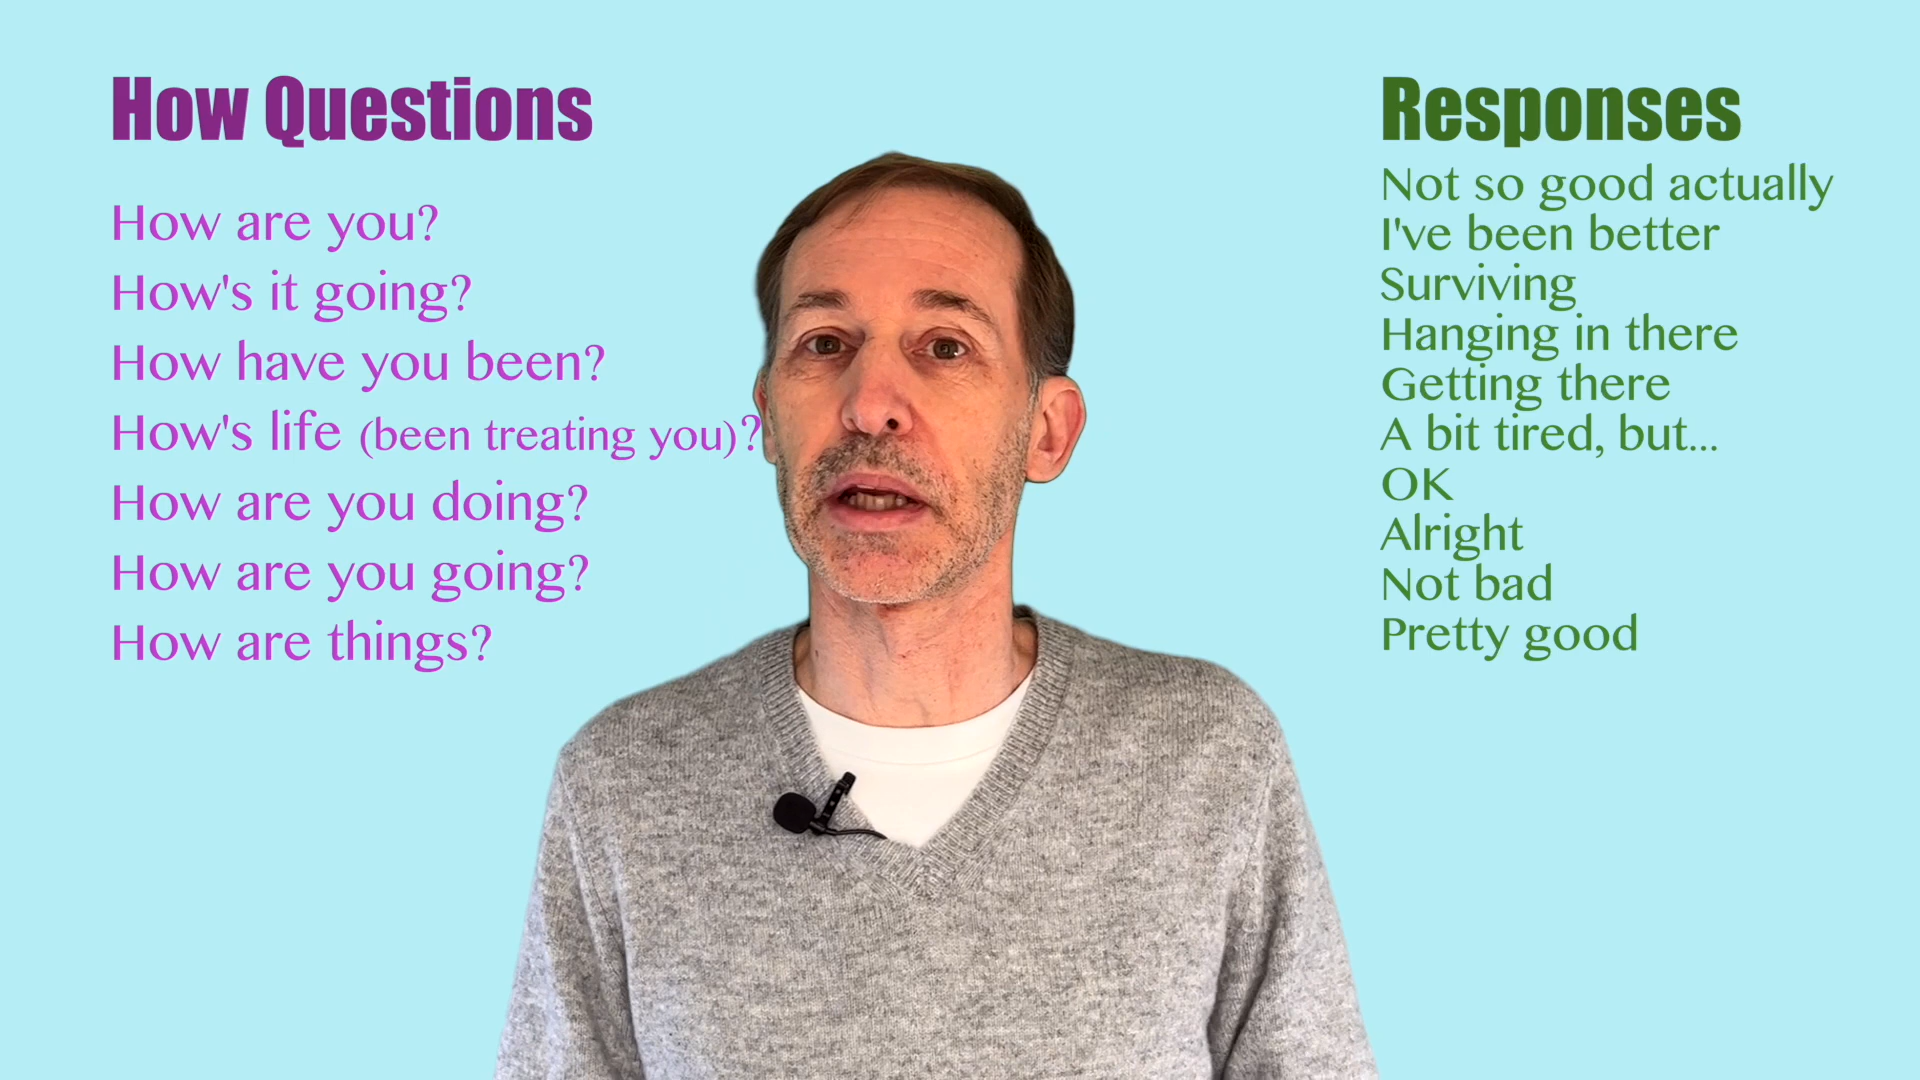 How Questions
How are you?
How's it going?
How have you been?
How's life (been treating you)?
How are you doing?
How are you going?
How are things?
Responses
Not so good actually
I've been better
Surviving
Hanging in there
Getting there
A bit tired, but...
OK
Alright
Not bad
Pretty good